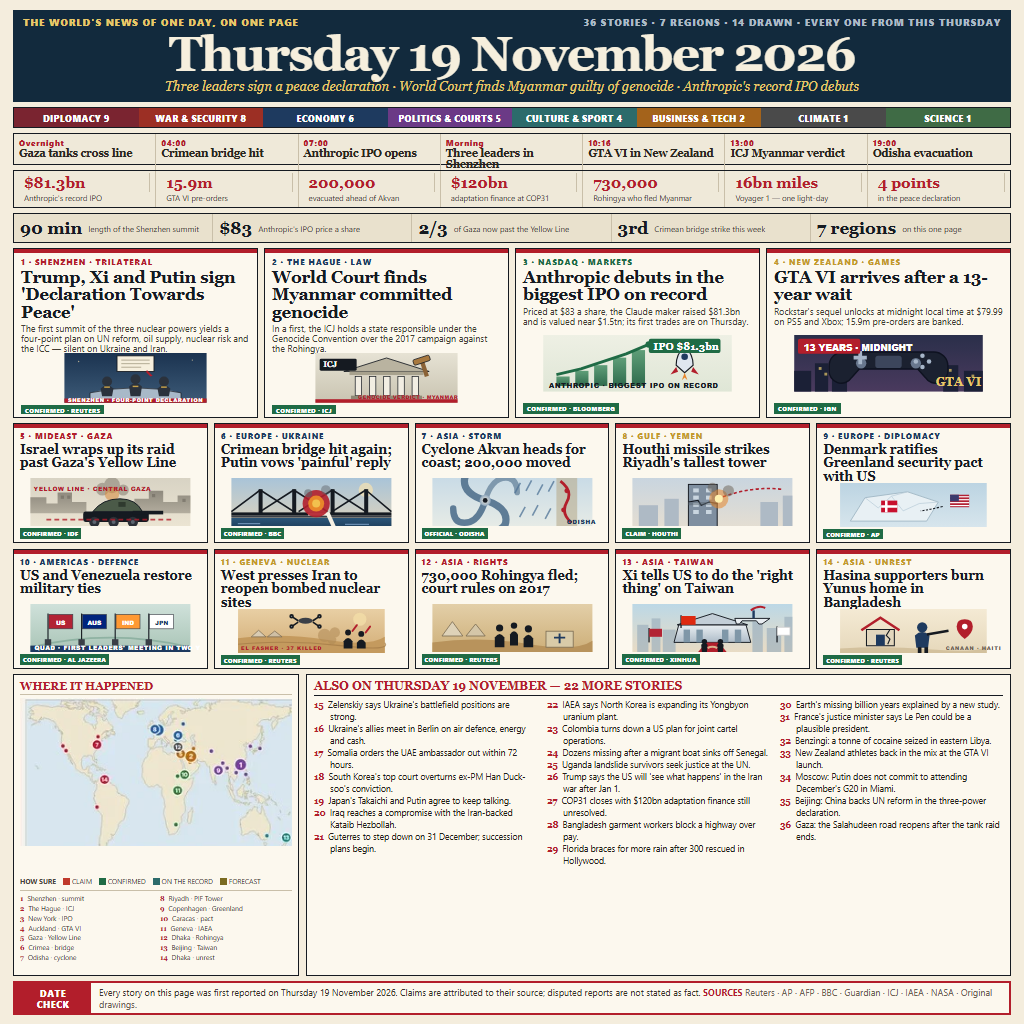 THE WORLD'S NEWS OF ONE DAY, ON ONE PAGE
36 STORIES · 7 REGIONS · 14 DRAWN · EVERY ONE FROM THIS THURSDAY
Thursday 19 November 2026
Three leaders sign a peace declaration · World Court finds Myanmar guilty of genocide · Anthropic's record IPO debuts
DIPLOMACY 9
WAR & SECURITY 8
ECONOMY 6
POLITICS & COURTS 5
CULTURE & SPORT 4
BUSINESS & TECH 2
CLIMATE 1
SCIENCE 1
Overnight
Gaza tanks cross line
04:00
Crimean bridge hit
07:00
Anthropic IPO opens
Morning
Three leaders in
Shenzhen
10:16
GTA VI in New Zealand
13:00
ICJ Myanmar verdict
19:00
Odisha evacuation
$81.3bn
Anthropic's record IPO
15.9m
GTA VI pre-orders
200,000
evacuated ahead of Akvan
$120bn
adaptation finance at COP31
730,000
Rohingya who fled Myanmar
16bn miles
Voyager 1 — one light-day
4 points
in the peace declaration
90 min length of the Shenzhen summit
$83 Anthropic's IPO price a share
2/3 of Gaza now past the Yellow Line
3rd Crimean bridge strike this week
7 regions on this one page
1 · SHENZHEN · TRILATERAL
Trump, Xi and Putin sign
'Declaration Towards
Peace'
The first summit of the three nuclear powers yields a
four-point plan on UN reform, oil supply, nuclear risk and
the ICC — silent on Ukraine and Iran.
SHENZHEN · FOUR-POINT DECLARATION
CONFIRMED · REUTERS
2 · THE HAGUE · LAW
World Court finds
Myanmar committed
genocide
In a first, the ICJ holds a state responsible under the
Genocide Convention over the 2017 campaign against
the Rohingya.
ICJ
GENOCIDE VERDICT · MYANMAR
CONFIRMED · ICJ
3 · NASDAQ · MARKETS
Anthropic debuts in the
biggest IPO on record
Priced at $83 a share, the Claude maker raised $81.3bn
and is valued near $1.5tn; its first trades are on Thursday.
IPO $81.3bn
ANTHROPIC · BIGGEST IPO ON RECORD
CONFIRMED · BLOOMBERG
4 · NEW ZEALAND · GAMES
GTA VI arrives after a 13-
year wait
Rockstar's sequel unlocks at midnight local time at $79.99
on PS5 and Xbox; 15.9m pre-orders are banked.
13 YEARS · MIDNIGHT
GTA VI
CONFIRMED · IGN
5 · MIDEAST · GAZA
Israel wraps up its raid
past Gaza's Yellow Line
YELLOW LINE · CENTRAL GAZA
CONFIRMED · IDF
6 · EUROPE · UKRAINE
Crimean bridge hit again;
Putin vows 'painful' reply
CONFIRMED · BBC
7 · ASIA · STORM
Cyclone Akvan heads for
coast; 200,000 moved
ODISHA
OFFICIAL · ODISHA
8 · GULF · YEMEN
Houthi missile strikes
Riyadh's tallest tower
CLAIM · HOUTHI
9 · EUROPE · DIPLOMACY
Denmark ratifies
Greenland security pact
with US
CONFIRMED · AP
10 · AMERICAS · DEFENCE
US and Venezuela restore
military ties
US
AUS
IND
JPN
QUAD · FIRST LEADERS' MEETING IN TWO
CONFIRMED · AL JAZEERA
11 · GENEVA · NUCLEAR
West presses Iran to
reopen bombed nuclear
sites
EL FASHER · 37 KILLED
CONFIRMED · REUTERS
12 · ASIA · RIGHTS
730,000 Rohingya fled;
court rules on 2017
CONFIRMED · REUTERS
13 · ASIA · TAIWAN
Xi tells US to do the 'right
thing' on Taiwan
CONFIRMED · XINHUA
14 · ASIA · UNREST
Hasina supporters burn
Yunus home in
Bangladesh
CANAAN · HAITI
CONFIRMED · REUTERS
WHERE IT HAPPENED
HOW SURE CLAIM CONFIRMED ON THE RECORD FORECAST
1 Shenzhen · summit
2 The Hague · ICJ
3 New York · IPO
4 Auckland · GTA VI
5 Gaza · Yellow Line
6 Crimea · bridge
7 Odisha · cyclone
8 Riyadh · PIF Tower
9 Copenhagen · Greenland
10 Caracas · pact
11 Geneva · IAEA
12 Dhaka · Rohingya
13 Beijing · Taiwan
14 Dhaka · unrest
ALSO ON THURSDAY 19 NOVEMBER — 22 MORE STORIES
15 Zelenskiy says Ukraine's battlefield positions are
strong.
16 Ukraine's allies meet in Berlin on air defence, energy
and cash.
17 Somalia orders the UAE ambassador out within 72
hours.
18 South Korea's top court overturns ex-PM Han Duck-
soo's conviction.
19 Japan's Takaichi and Putin agree to keep talking.
20 Iraq reaches a compromise with the Iran-backed
Kataib Hezbollah.
21 Guterres to step down on 31 December; succession
plans begin.
22 IAEA says North Korea is expanding its Yongbyon
uranium plant.
23 Colombia turns down a US plan for joint cartel
operations.
24 Dozens missing after a migrant boat sinks off Senegal.
25 Uganda landslide survivors seek justice at the UN.
26 Trump says the US will 'see what happens' in the Iran
war after Jan 1.
27 COP31 closes with $120bn adaptation finance still
unresolved.
28 Bangladesh garment workers block a highway over
pay.
29 Florida braces for more rain after 300 rescued in
Hollywood.
30 Earth's missing billion years explained by a new study.
31 France's justice minister says Le Pen could be a
plausible president.
32 Benzingi: a tonne of cocaine seized in eastern Libya.
33 New Zealand athletes back in the mix at the GTA VI
launch.
34 Moscow: Putin does not commit to attending
December's G20 in Miami.
35 Beijing: China backs UN reform in the three-power
declaration.
36 Gaza: the Salahudeen road reopens after the tank raid
ends.
DATE
CHECK
Every story on this page was first reported on Thursday 19 November 2026. Claims are attributed to their source; disputed reports are not stated as fact. SOURCES Reuters · AP · AFP · BBC · Guardian · ICJ · IAEA · NASA · Original
drawings.